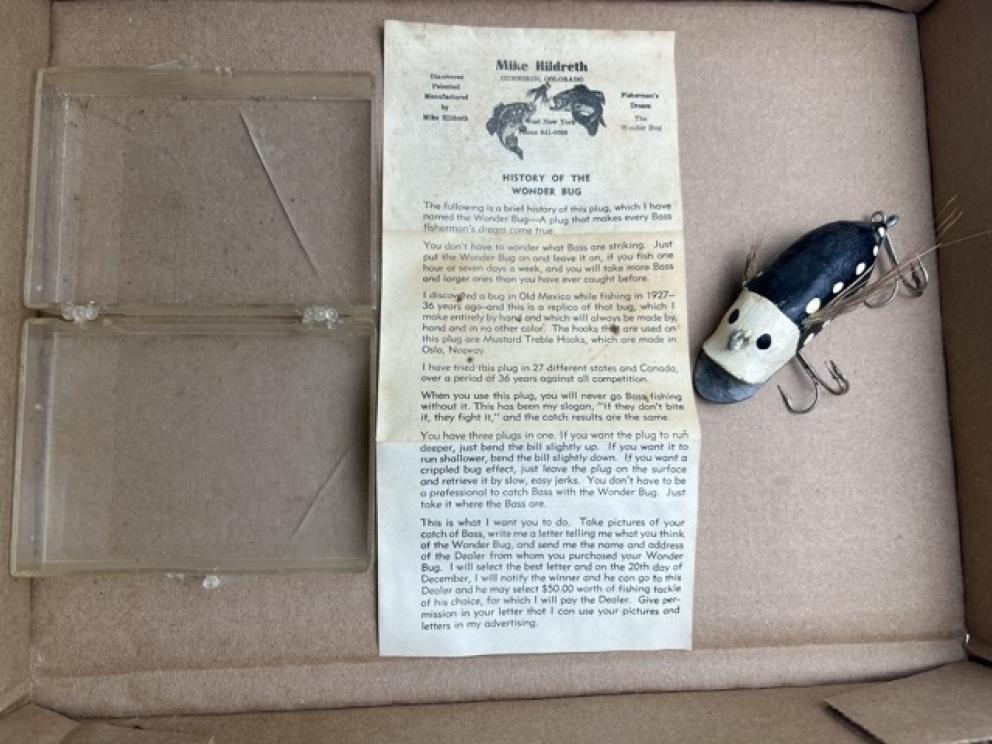 Mike Hildreth
GUNNISON, COLORADO
Discovered
Patented
Manufactured
by
Mike Hildreth
West New York
Phone 641-0056
Fisherman's
Dream
The
Wonder Bug
HISTORY OF THE
WONDER BUG
The following is a brief history of this plug, which I have
named the Wonder Bug—A plug that makes every Bass
fisherman's dream come true.
You don't have to wonder what Bass are striking. Just
put the Wonder Bug on and leave it on, if you fish one
hour or seven days a week, and you will take more Bass
and larger ones than you have ever caught before.
I discovered a bug in Old Mexico while fishing in 1927—
36 years ago—and this is a replica of that bug, which I
make entirely by hand and which will always be made by
hand and in no other color. The hooks that are used on
this plug are Mustard Treble Hooks, which are made in
Oslo, Norway.
I have tried this plug in 27 different states and Canada,
over a period of 36 years against all competition.
When you use this plug, you will never go Bass fishing
without it. This has been my slogan, "If they don't bite
it, they fight it," and the catch results are the same.
You have three plugs in one. If you want the plug to run
deeper, just bend the bill slightly up. If you want it to
run shallower, bend the bill slightly down. If you want a
crippled bug effect, just leave the plug on the surface
and retrieve it by slow, easy jerks. You don't have to be
a professional to catch Bass with the Wonder Bug. Just
take it where the Bass are.
This is what I want you to do. Take pictures of your
catch of Bass, write me a letter telling me what you think
of the Wonder Bug, and send me the name and address
of the Dealer from whom you purchased your Wonder
Bug. I will select the best letter and on the 20th day of
December, I will notify the winner and he can go to this
Dealer and he may select $50.00 worth of fishing tackle
of his choice, for which I will pay the Dealer. Give per-
mission in your letter that I can use your pictures and
letters in my advertising.